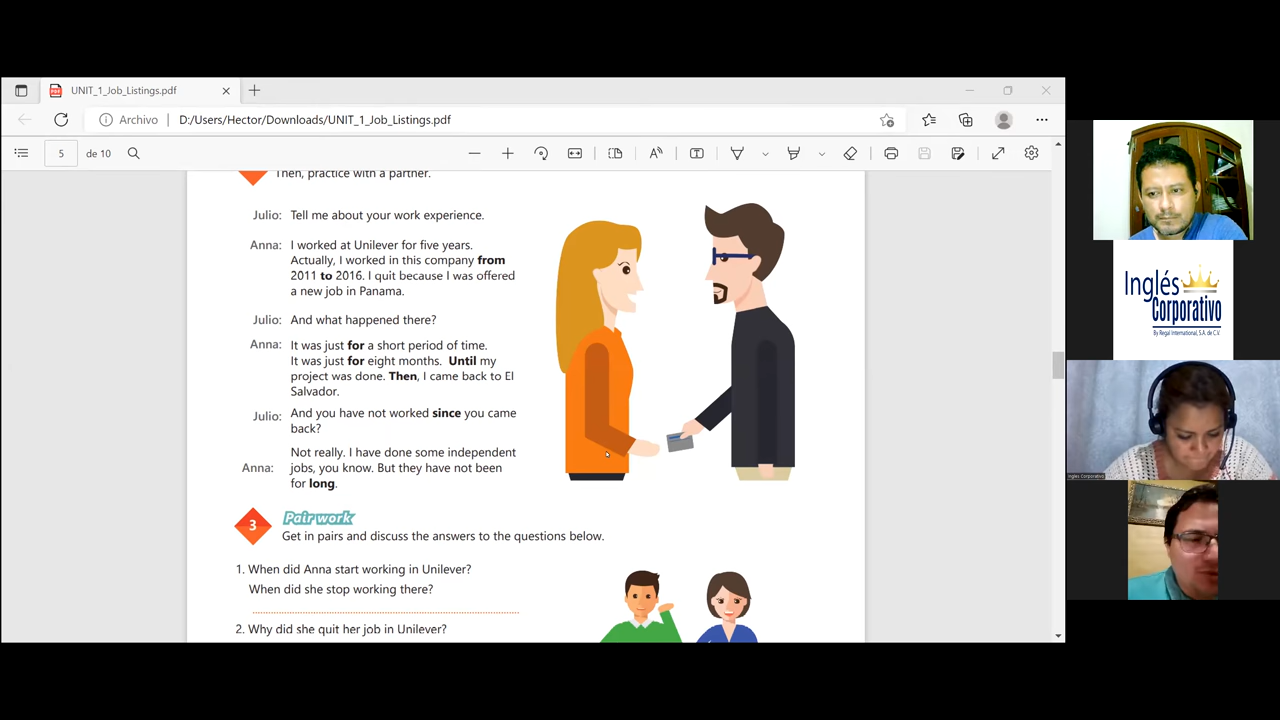 UNIT_1_Job_Listings.pdf
Archivo
D:/Users/Hector/Downloads/UNIT_1_Job_Listings.pdf
5
de 10
Then, practice with a partner.
Julio: Tell me about your work experience.
Anna: I worked at Unilever for five years.
Actually, I worked in this company from
2011 to 2016. I quit because I was offered
a new job in Panama.
Julio: And what happened there?
Anna: It was just for a short period of time.
It was just for eight months. Until my
project was done. Then, I came back to El
Salvador.
Julio: And you have not worked since you came
back?
Not really. I have done some independent
Anna: jobs, you know. But they have not been
for long.
3
Pair work
Get in pairs and discuss the answers to the questions below.
1. When did Anna start working in Unilever?
When did she stop working there?
2. Why did she quit her job in Unilever?
Inglés
Corporativo
By Regal International, S.A. de C.V.
Inglés Corporativo